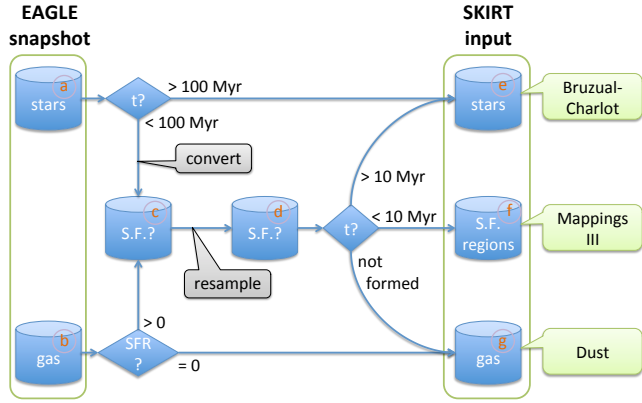 EAGLE
snapshot
SKIRT
input
a
stars
t?
> 100 Myr
< 100 Myr
convert
e
stars
Bruzual-
Charlot
> 10 Myr
c
S.F.?
d
S.F.?
resample
t?
< 10 Myr
f
S.F.
regions
Mappings
III
not
formed
> 0
b
gas
SFR
?
= 0
g
gas
Dust